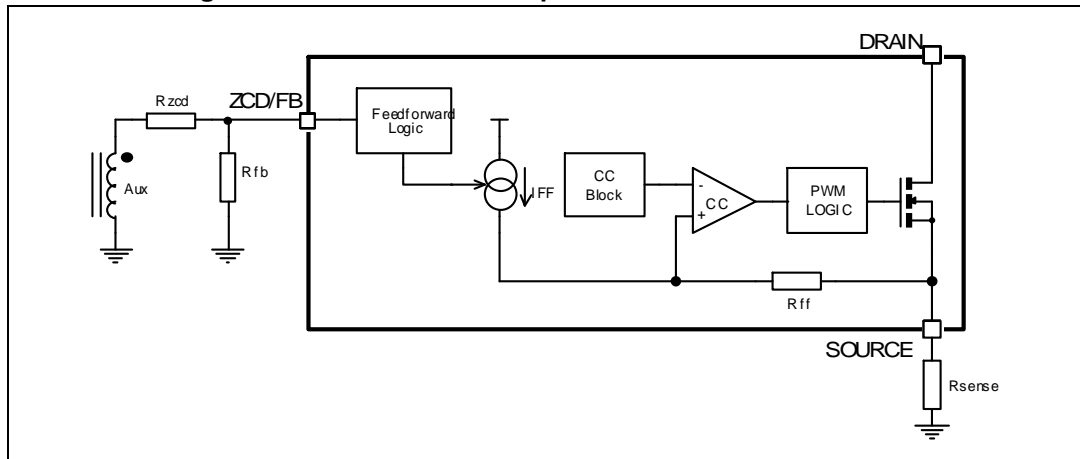 DRAIN
Rzcd
ZCD/FB
Feedforward
Logic
Rfb
Aux
IFF
CC
Block
-
CC
+
PWM
LOGIC
Rff
SOURCE
Rsense